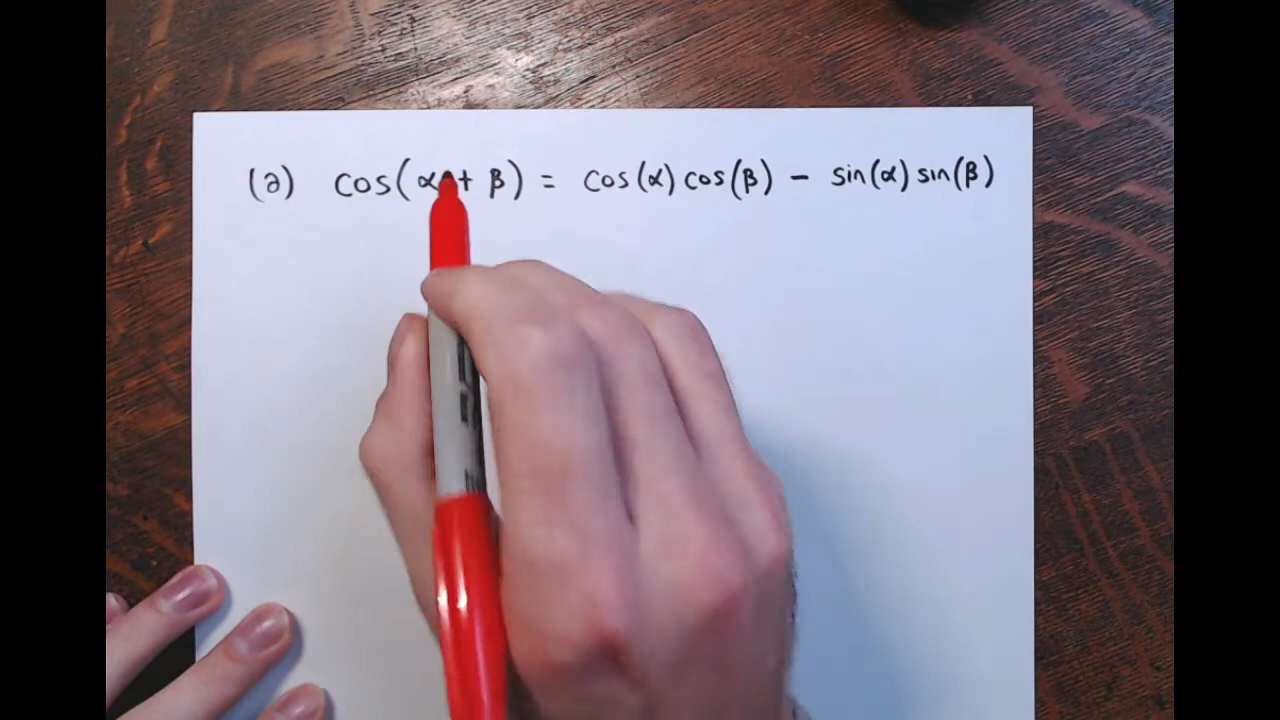 (a) cos(α + β) = cos(α) cos(β) − sin(α) sin(β)